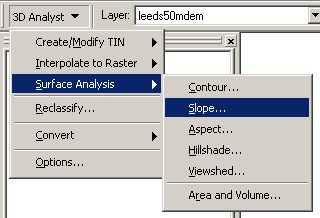 3D Analyst Layer: leeds50mdem
Create/Modify TIN
Interpolate to Raster
Surface Analysis
Reclassify...
Convert
Options...
Contour...
Slope...
Aspect...
Hillshade...
Viewshed...
Area and Volume...